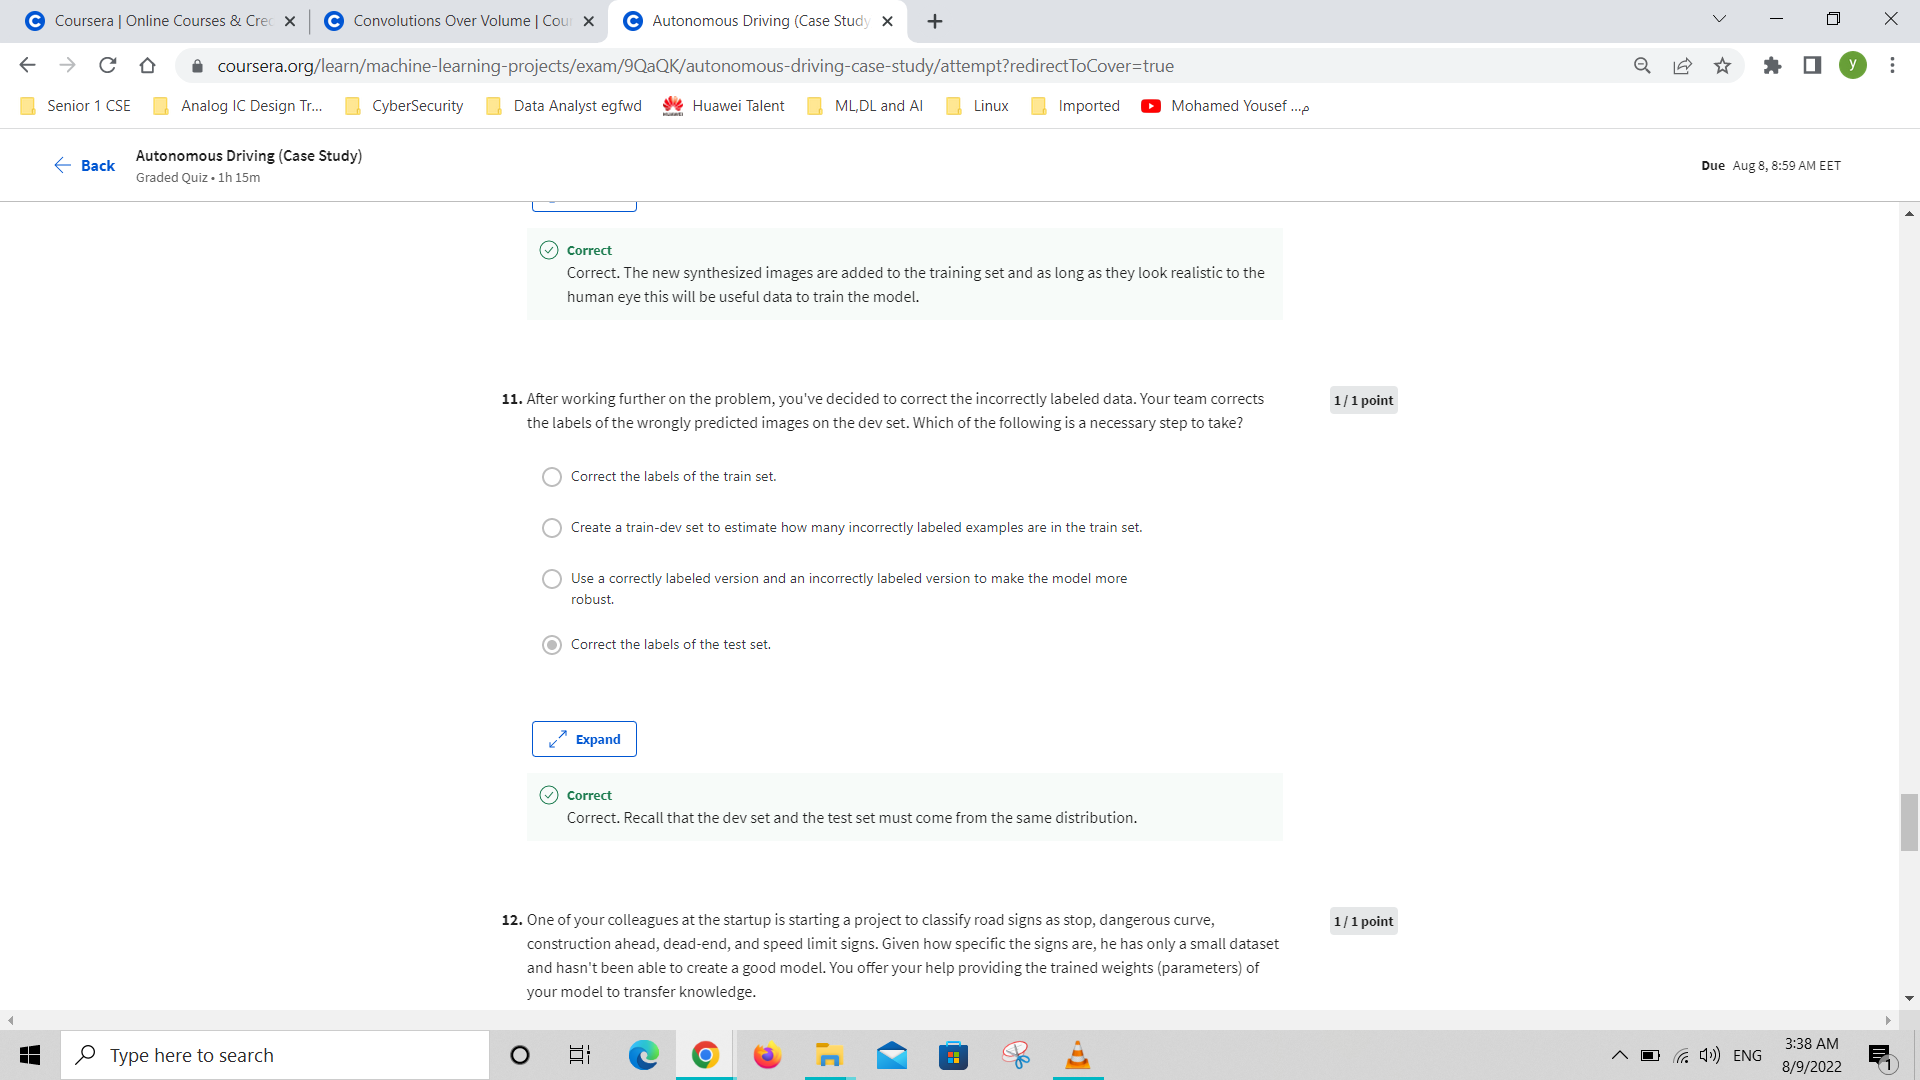 Coursera | Online Courses & Crec
Convolutions Over Volume | Cour
Autonomous Driving (Case Study
coursera.org/learn/machine-learning-projects/exam/9QaQK/autonomous-driving-case-study/attempt?redirectToCover=true
y
Senior 1 CSE
Analog IC Design Tr...
CyberSecurity
Data Analyst egfwd
HUAWEI
Huawei Talent
ML,DL and AI
Linux
Imported
Mohamed Yousef ...م
Back
Autonomous Driving (Case Study)
Graded Quiz • 1h 15m
Due Aug 8, 8:59 AM EET
Correct
Correct. The new synthesized images are added to the training set and as long as they look realistic to the
human eye this will be useful data to train the model.
11. After working further on the problem, you've decided to correct the incorrectly labeled data. Your team corrects
the labels of the wrongly predicted images on the dev set. Which of the following is a necessary step to take?
1 / 1 point
Correct the labels of the train set.
Create a train-dev set to estimate how many incorrectly labeled examples are in the train set.
Use a correctly labeled version and an incorrectly labeled version to make the model more
robust.
Correct the labels of the test set.
Expand
Correct
Correct. Recall that the dev set and the test set must come from the same distribution.
12. One of your colleagues at the startup is starting a project to classify road signs as stop, dangerous curve,
construction ahead, dead-end, and speed limit signs. Given how specific the signs are, he has only a small dataset
and hasn't been able to create a good model. You offer your help providing the trained weights (parameters) of
your model to transfer knowledge.
1 / 1 point
Type here to search
ENG
3:38 AM
8/9/2022
1